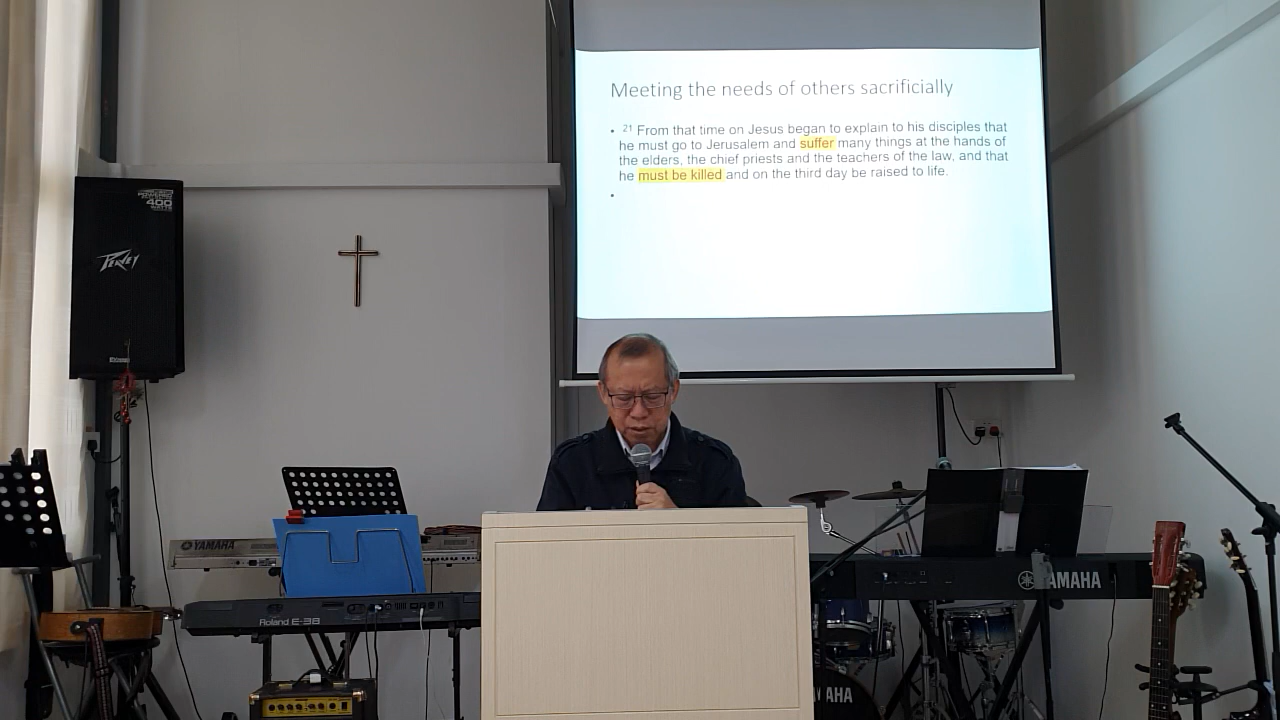 Meeting the needs of others sacrificially
• 21 From that time on Jesus began to explain to his disciples that
he must go to Jerusalem and suffer many things at the hands of
the elders, the chief priests and the teachers of the law, and that
he must be killed and on the third day be raised to life.
•
400
WATTS
PEAVEY
YAMAHA
Roland E-38
YAMAHA